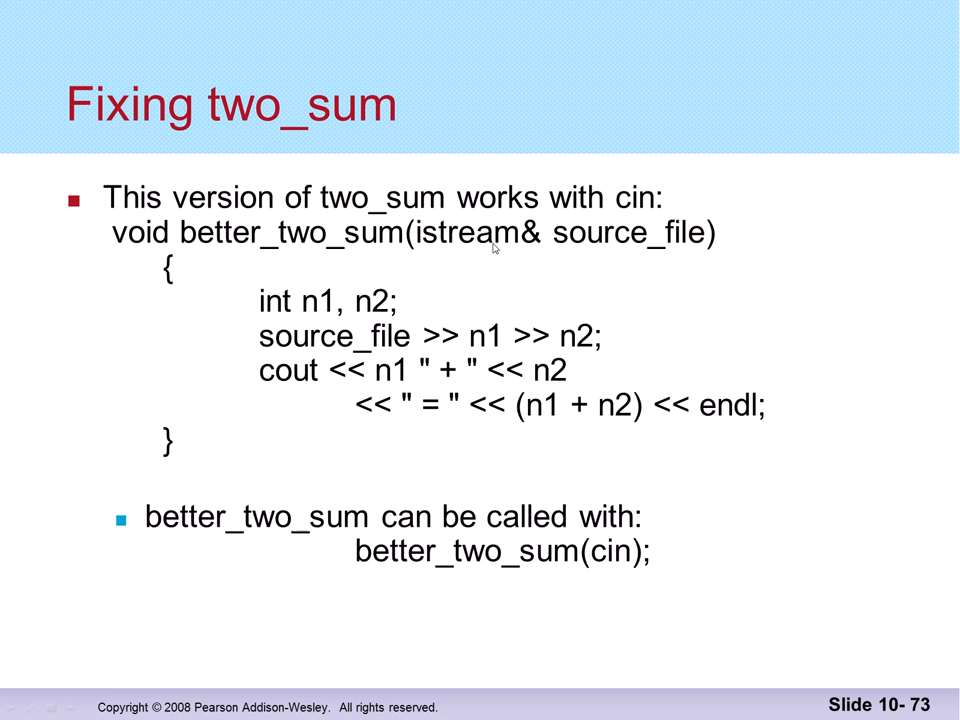 Fixing two_sum
This version of two_sum works with cin:
void better_two_sum(istream& source_file)
{
int n1, n2;
source_file >> n1 >> n2;
cout << n1 " + " << n2
<< " = " << (n1 + n2) << endl;
}
better_two_sum can be called with:
better_two_sum(cin);
Copyright © 2008 Pearson Addison-Wesley. All rights reserved.
Slide 10- 73